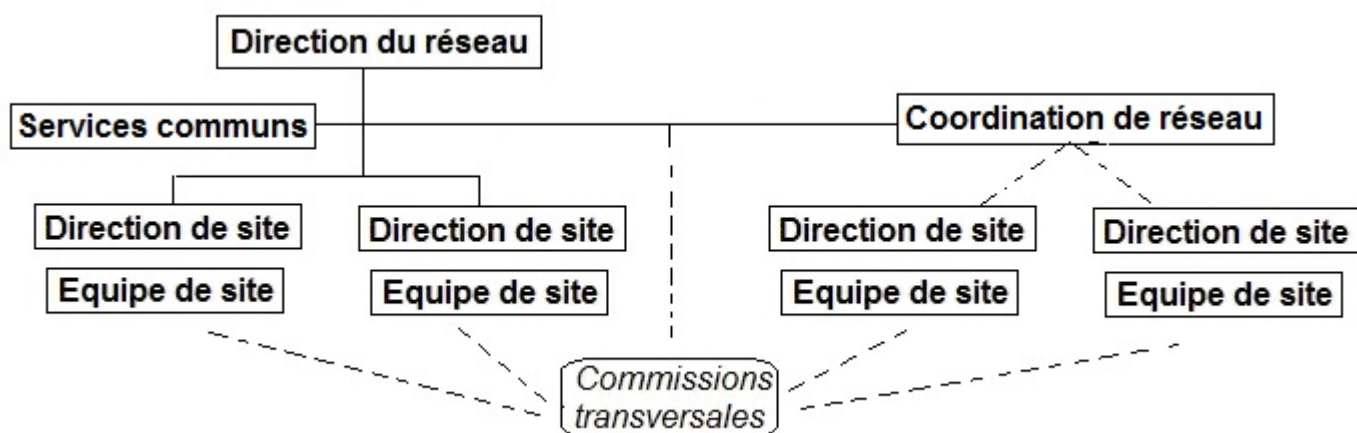 Direction du réseau
Services communs
Coordination de réseau
Direction de site
Direction de site
Direction de site
Direction de site
Equipe de site
Equipe de site
Equipe de site
Equipe de site
Commissions
transversales